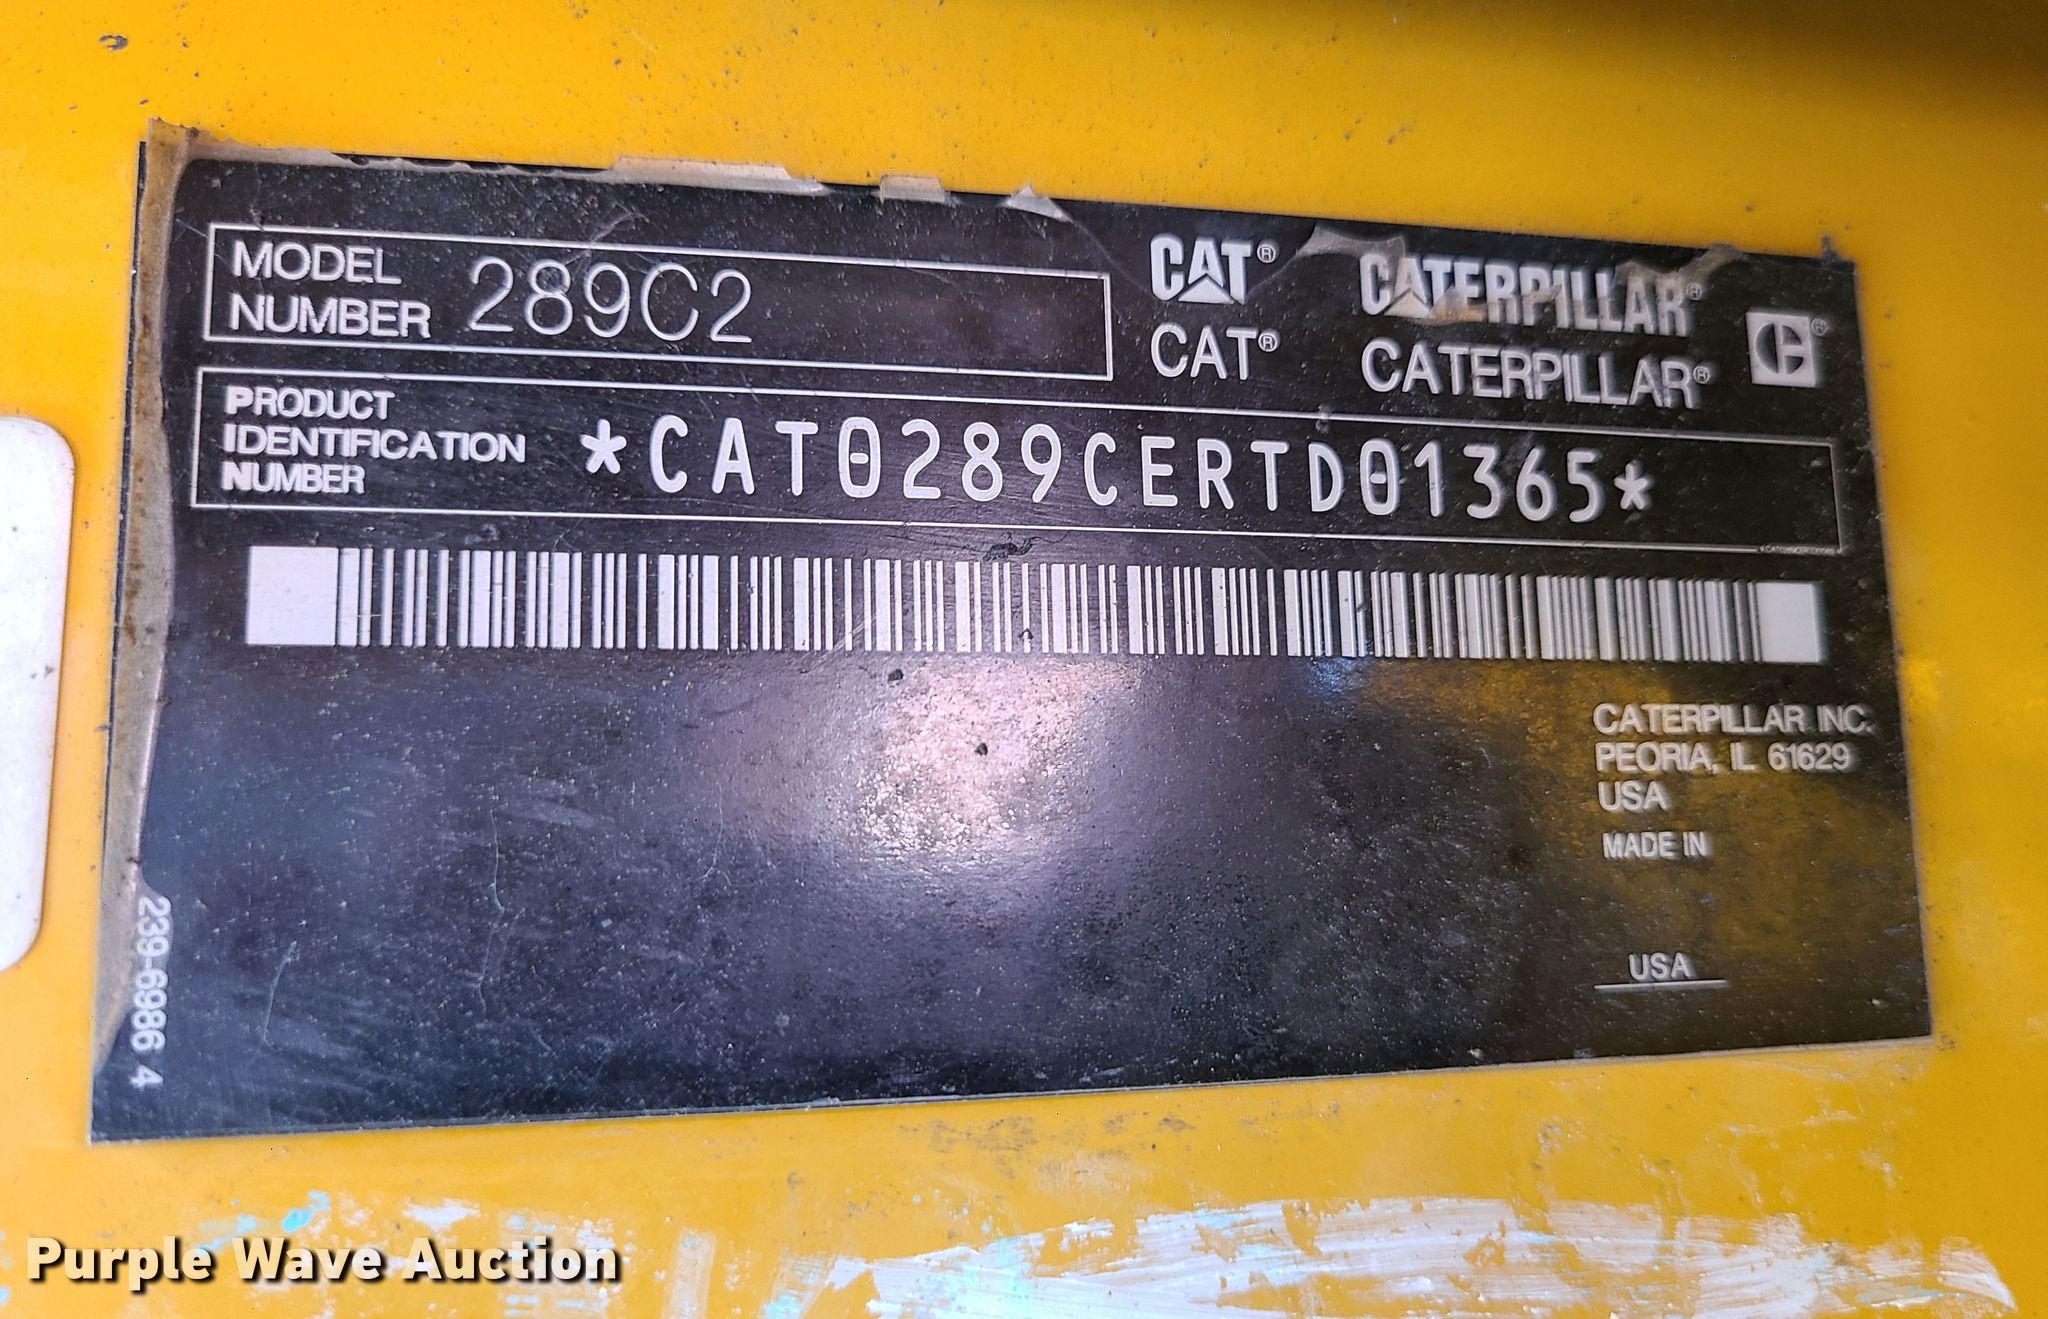 MODEL
NUMBER 289C2
CAT® CATERPILLAR®
CAT® CATERPILLAR®
PRODUCT
IDENTIFICATION
NUMBER
*CAT0289CERTD01365*
CATERPILLAR INC.
PEORIA, IL 61629
USA
MADE IN
USA
239-6986 4
Purple Wave Auction